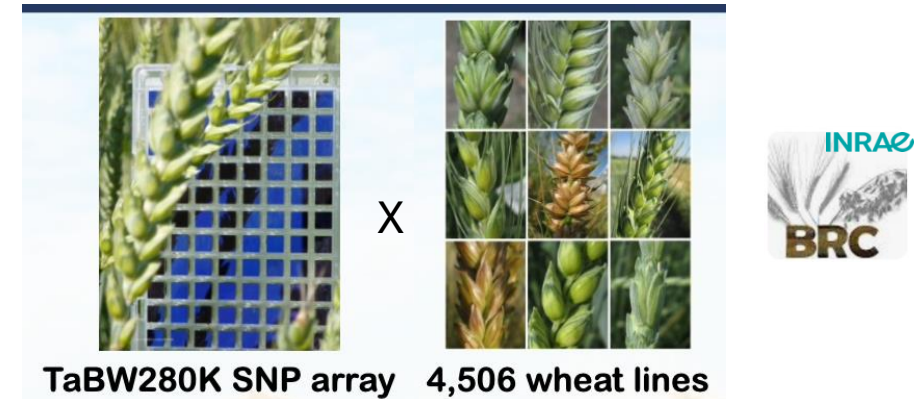 X
INRAE
BRC
TaBW280K SNP array
4,506 wheat lines